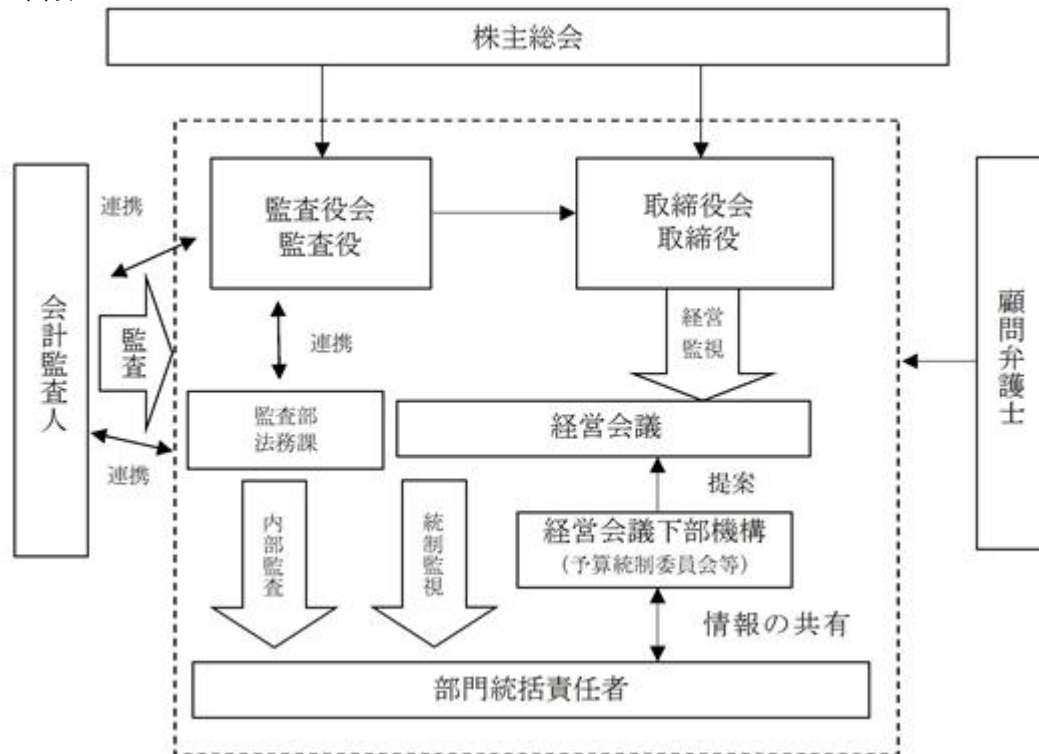 株主総会
監査役会
監査役
取締役会
取締役
連携
会計監査人
監査
連携
経営
監視
顧問弁護士
監査部
法務課
経営会議
連携
提案
内部監査
統制監視
経営会議下部機構
(予算統制委員会等)
情報の共有
部門統括責任者